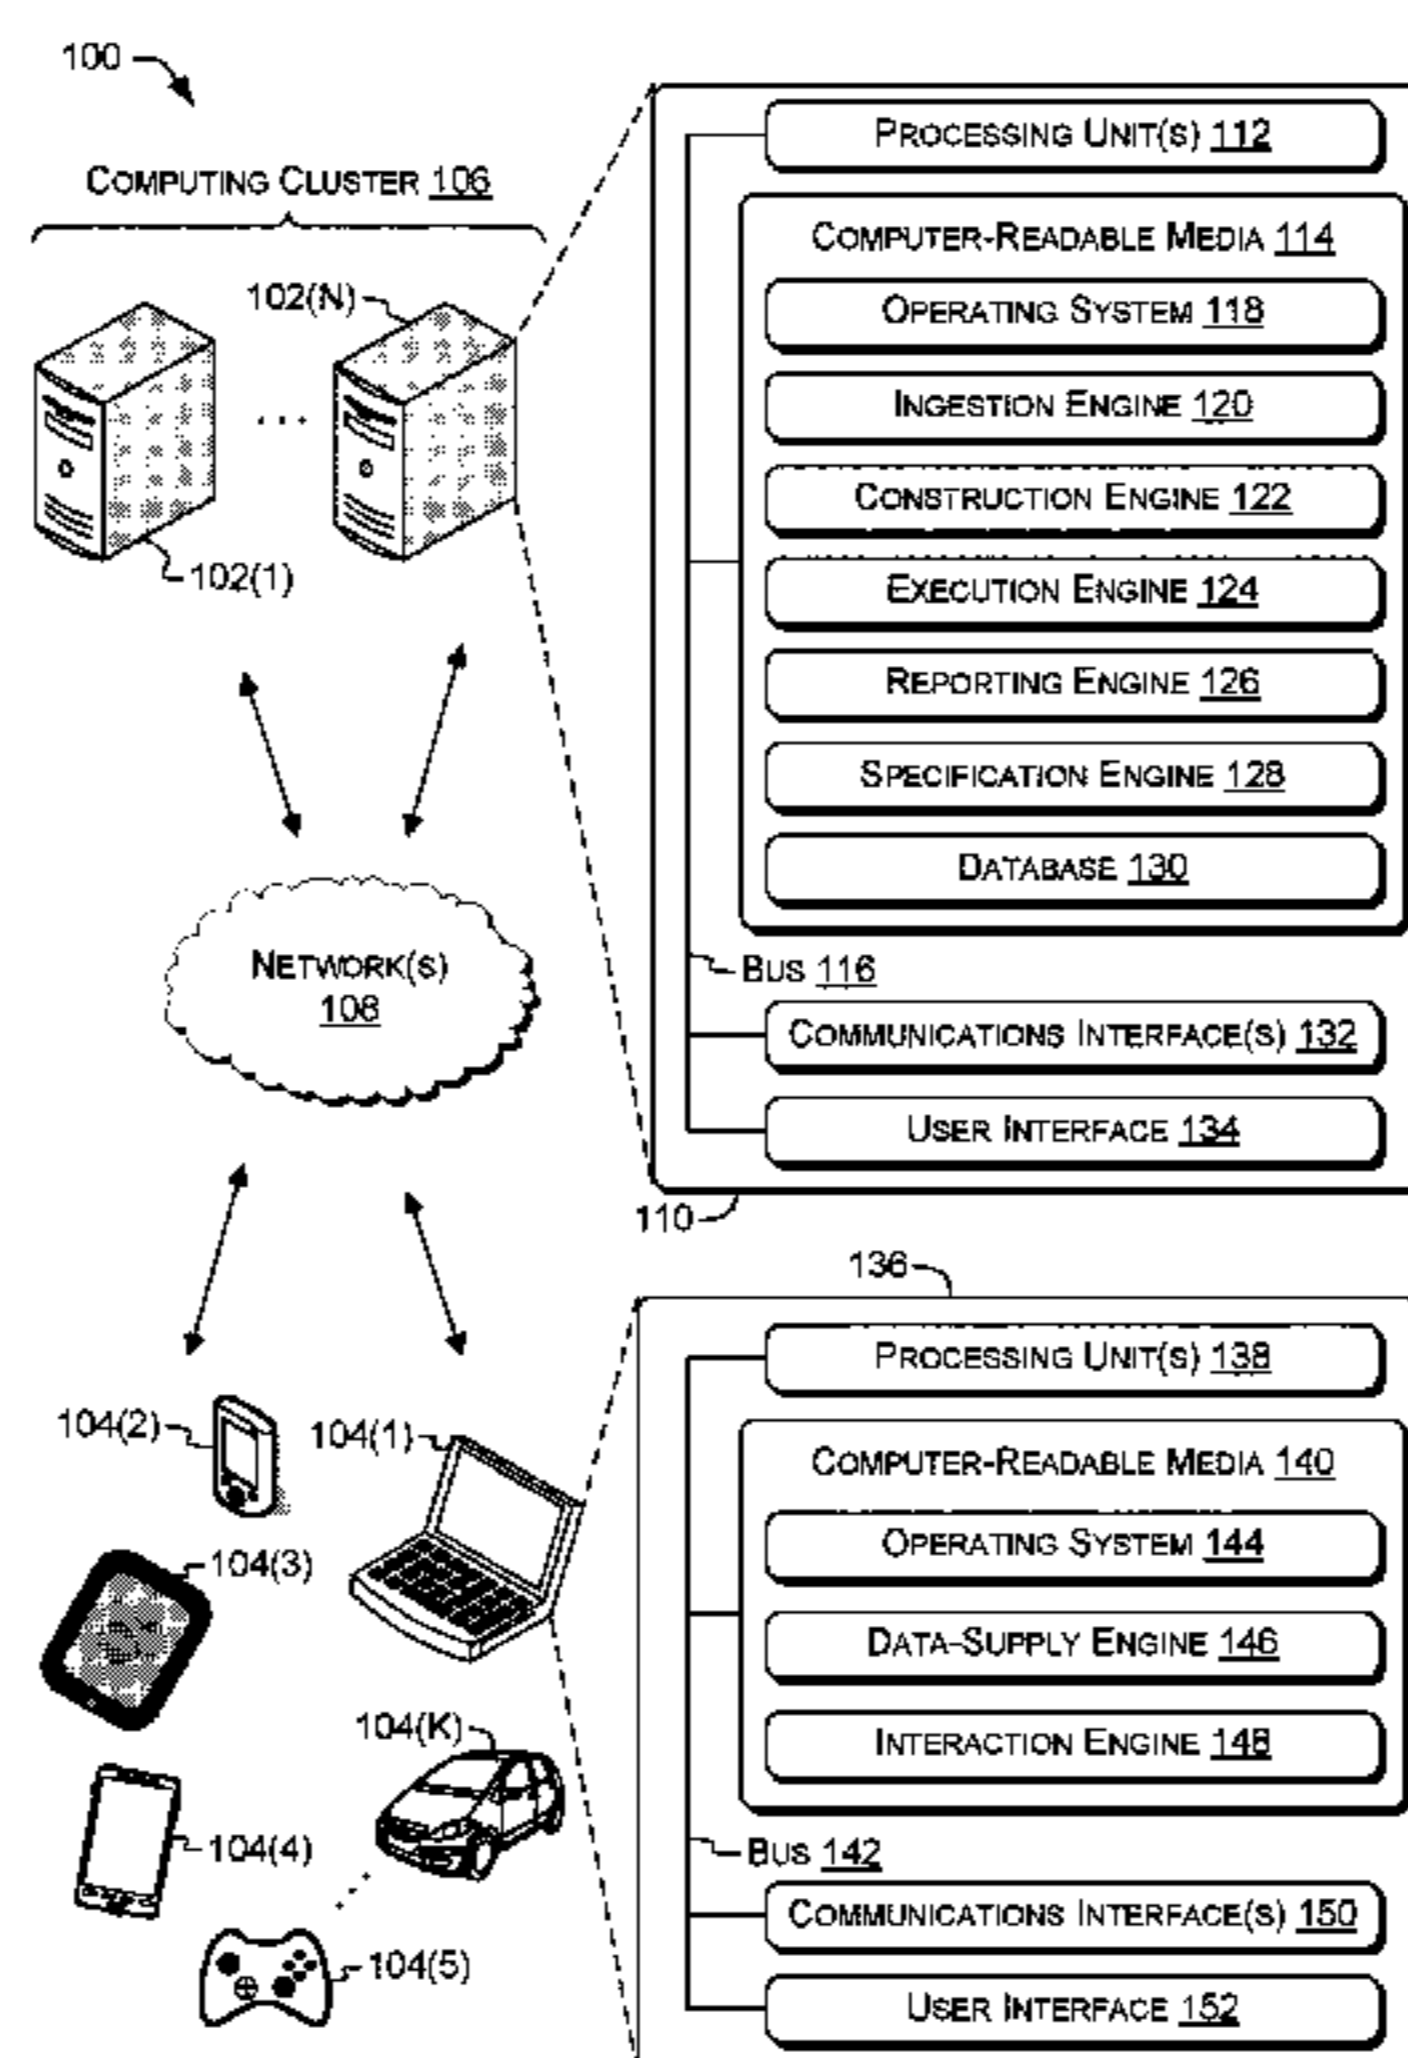 100
COMPUTING CLUSTER 106
102(N)
102(1)
NETWORK(S)
108
104(2)
104(1)
104(3)
104(K)
104(4)
104(5)
PROCESSING UNIT(S) 112
COMPUTER-READABLE MEDIA 114
OPERATING SYSTEM 118
INGESTION ENGINE 120
CONSTRUCTION ENGINE 122
EXECUTION ENGINE 124
REPORTING ENGINE 126
SPECIFICATION ENGINE 128
DATABASE 130
BUS 116
COMMUNICATIONS INTERFACE(S) 132
USER INTERFACE 134
110
136
PROCESSING UNIT(S) 138
COMPUTER-READABLE MEDIA 140
OPERATING SYSTEM 144
DATA-SUPPLY ENGINE 146
INTERACTION ENGINE 148
BUS 142
COMMUNICATIONS INTERFACE(S) 150
USER INTERFACE 152